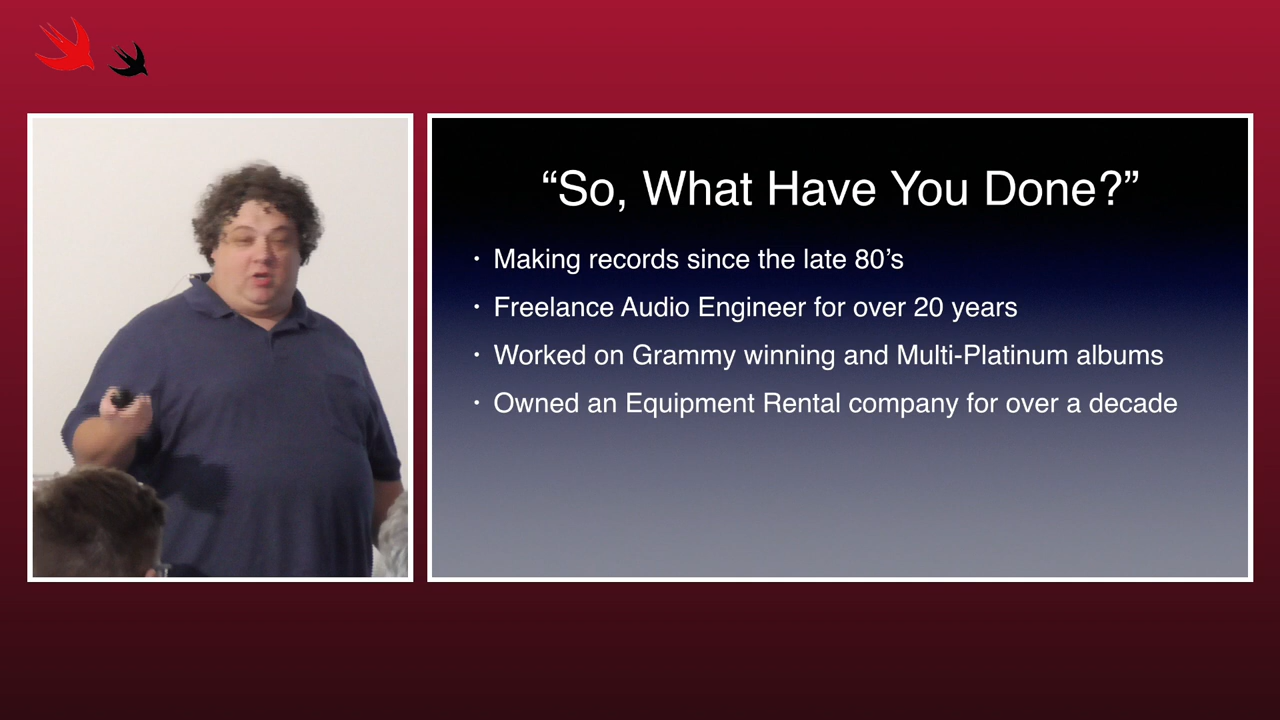 “So, What Have You Done?”
• Making records since the late 80’s
• Freelance Audio Engineer for over 20 years
• Worked on Grammy winning and Multi-Platinum albums
• Owned an Equipment Rental company for over a decade